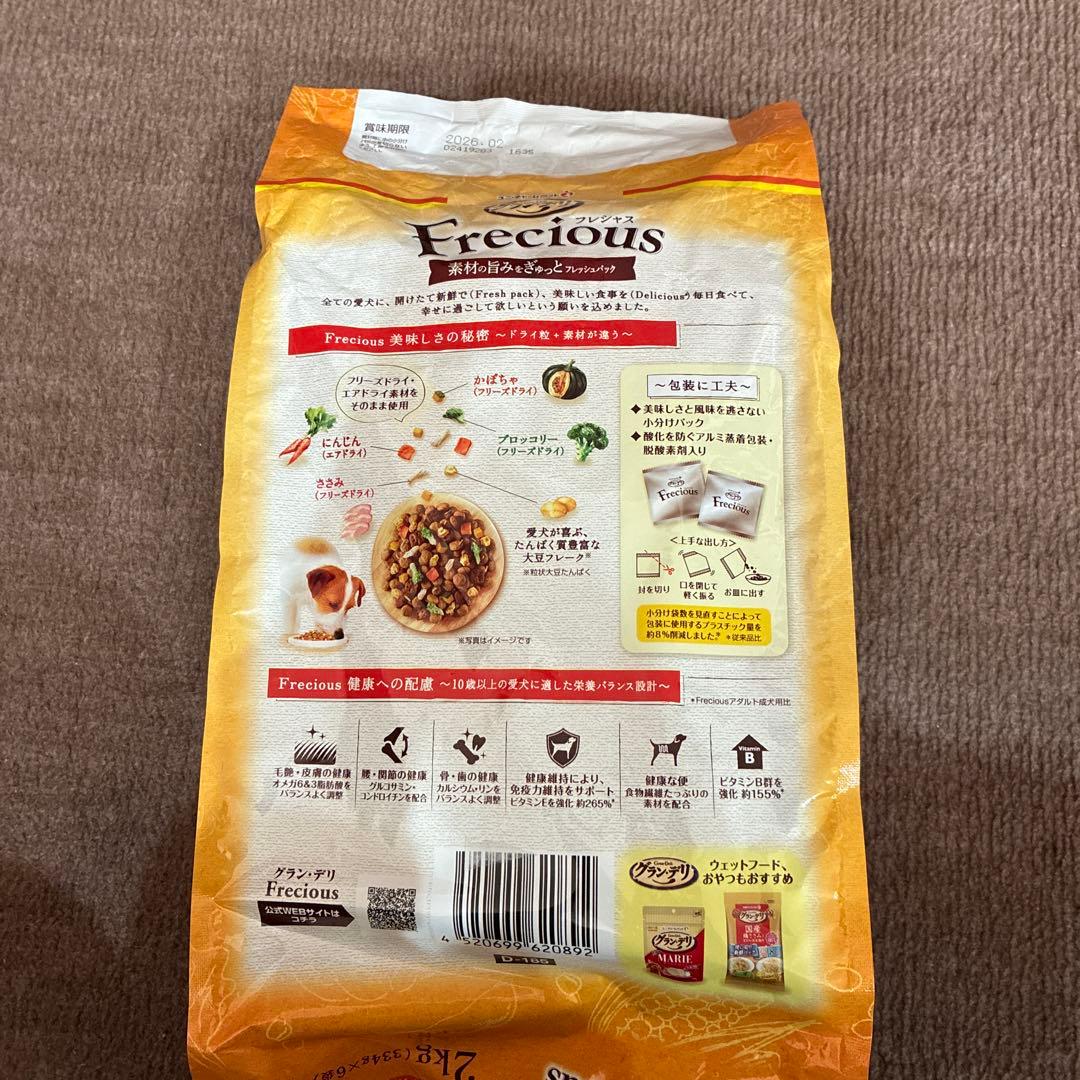 賞味期限
2026.02
D2419203 1635
ユニ・チャーム ペット
グラン・デリ
フレシャス
Frecious
素材の旨みをぎゅっと フレッシュパック
全ての愛犬に、開けたて新鮮で(Fresh pack)、美味しい食事を(Delicious)毎日食べて、
幸せに過ごして欲しいという願いを込めました。
Frecious 美味しさの秘密 ～ドライ粒+素材が違う～
フリーズドライ・
エアドライ素材を
そのまま使用
かぼちゃ
(フリーズドライ)
にんじん
(エアドライ)
ブロッコリー
(フリーズドライ)
ささみ
(フリーズドライ)
愛犬が喜ぶ、
たんぱく質豊富な
大豆フレーク※
※粒状大豆たんぱく
※写真はイメージです
～包装に工夫～
◆美味しさと風味を逃さない
小分けパック
◆酸化を防ぐアルミ蒸着包装・
脱酸素剤入り
Frecious
Frecious
<上手な出し方>
封を切り
口を閉じて
軽く振る
お皿に出す
小分け袋数を見直すことによって
包装に使用するプラスチック量を
約8%削減しました。* *従来品比
Frecious 健康への配慮 ～10歳以上の愛犬に適した栄養バランス設計～
*Freciousアダルト成犬用比
毛艶・皮膚の健康
オメガ6&3脂肪酸を
バランスよく調整
腰・関節の健康
グルコサミン・
コンドロイチンを配合
骨・歯の健康
カルシウム・リンを
バランスよく調整
健康維持により、
免疫力維持をサポート
ビタミンEを強化 約265%*
健康な便
食物繊維たっぷりの
素材を配合
Vitamin
B
ビタミンB群を
強化 約155%*
グラン・デリ
Frecious
公式WEBサイトは
コチラ
4 520699 620892
D-185
グラン・デリ
ウェットフード、
おやつもおすすめ
グラン・デリ
MARIE
グラン・デリ
国産
2kg(334g×6袋)